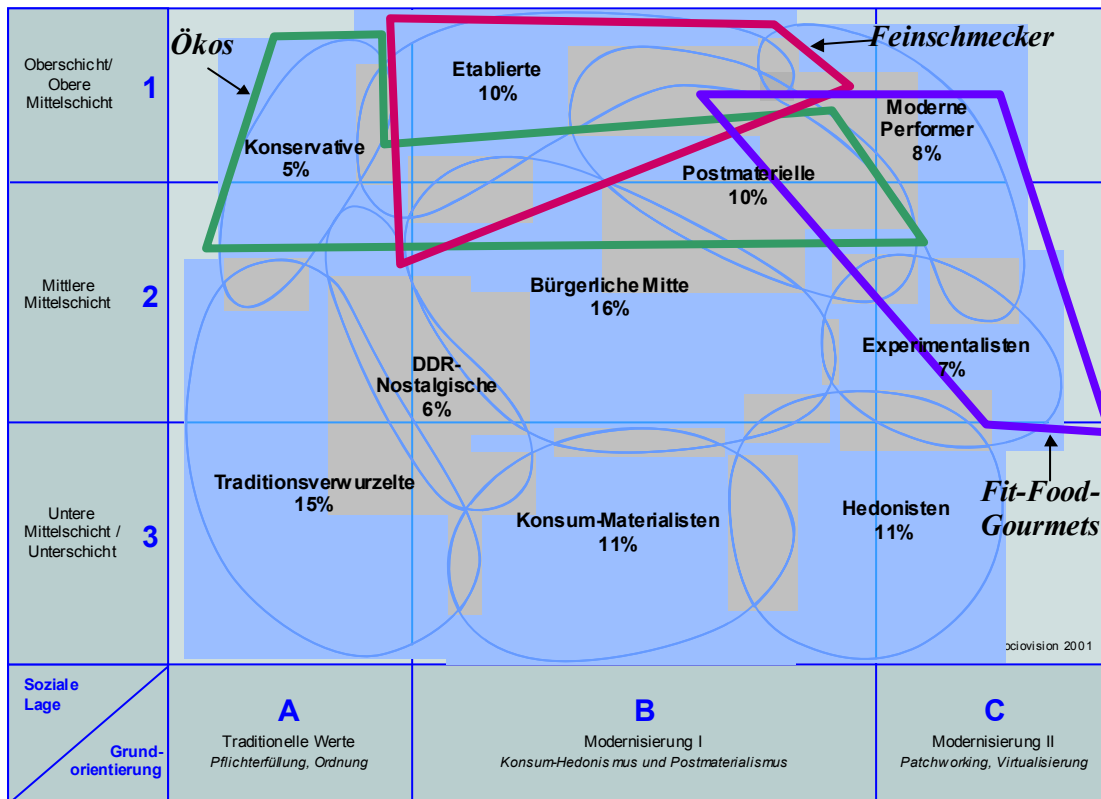 Ökos
Feinschmecker
Oberschicht/
Obere
Mittelschicht
1
Etablierte
10%
Moderne
Performer
8%
Konservative
5%
Postmaterielle
10%
Mittlere
Mittelschicht
2
Bürgerliche Mitte
16%
Experimentalisten
7%
DDR-
Nostalgische
6%
Untere
Mittelschicht /
Unterschicht
3
Traditionsverwurzelte
15%
Konsum-Materialisten
11%
Hedonisten
11%
Fit-Food-
Gourmets
ociovision 2001
Soziale
Lage
Grund-
orientierung
A
Traditionelle Werte
Pflichterfüllung, Ordnung
B
Modernisierung I
Konsum-Hedonismus und Postmaterialismus
C
Modernisierung II
Patchworking, Virtualisierung